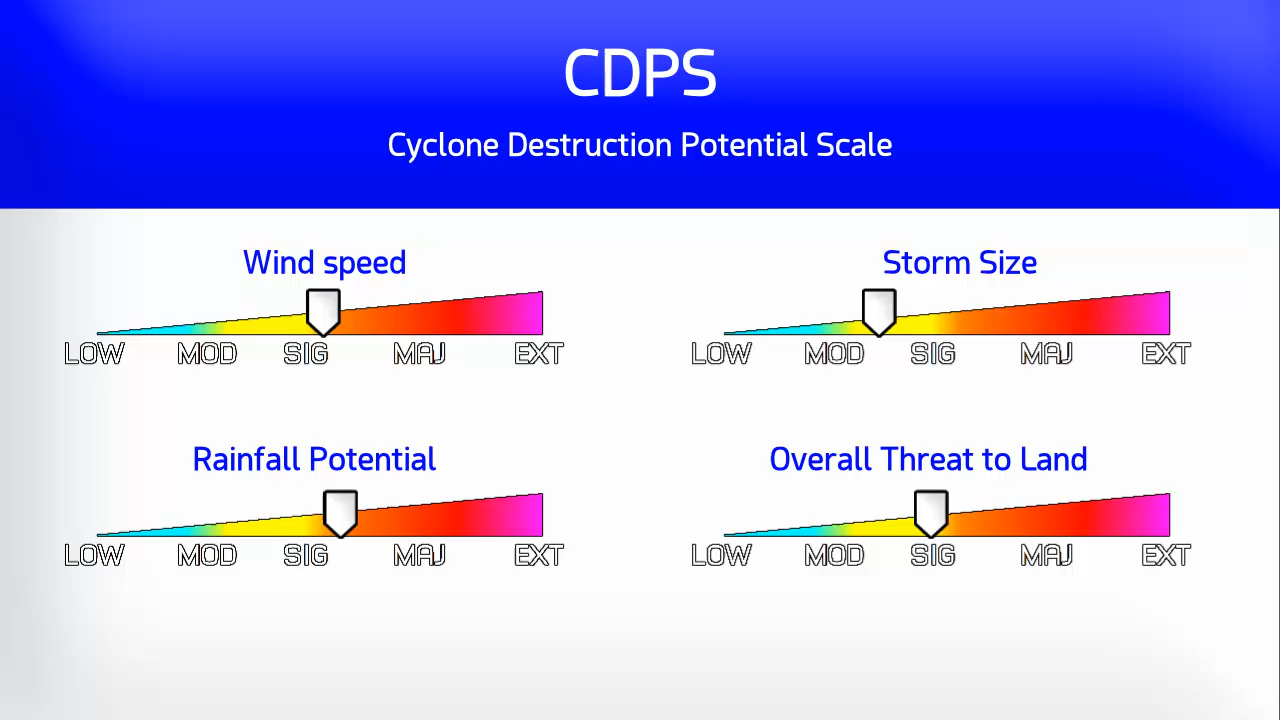 CDPS
Cyclone Destruction Potential Scale
Wind speed
LOW MOD SIG MAJ EXT
Storm Size
LOW MOD SIG MAJ EXT
Rainfall Potential
LOW MOD SIG MAJ EXT
Overall Threat to Land
LOW MOD SIG MAJ EXT